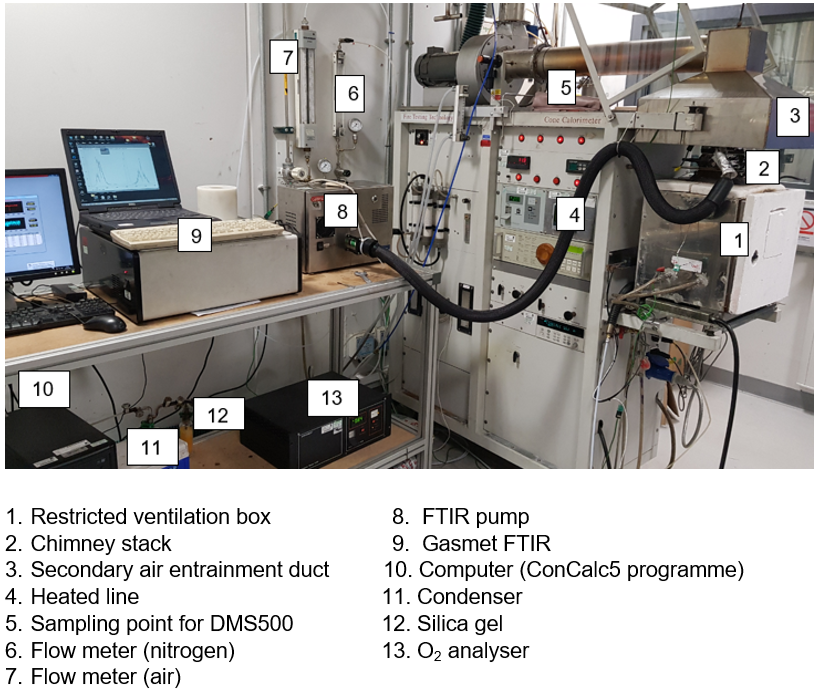 7
6
5
3
2
8
4
9
1
10
13
12
11
Fire Testing Technology
Cone Calorimeter
1. Restricted ventilation box
2. Chimney stack
3. Secondary air entrainment duct
4. Heated line
5. Sampling point for DMS500
6. Flow meter (nitrogen)
7. Flow meter (air)
8. FTIR pump
9. Gasmet FTIR
10. Computer (ConCalc5 programme)
11. Condenser
12. Silica gel
13. O₂ analyser